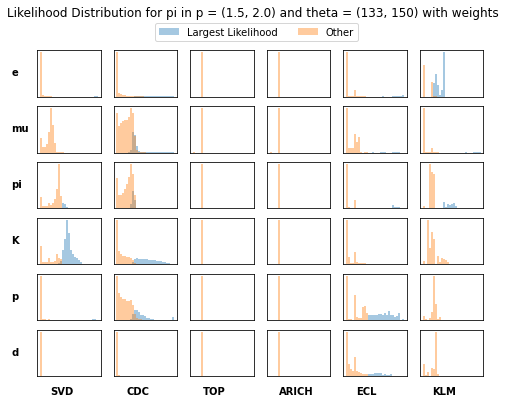 Likelihood Distribution for pi in p = (1.5, 2.0) and theta = (133, 150) with weights
Largest Likelihood Other
e
mu
pi
K
p
d
SVD CDC TOP ARICH ECL KLM